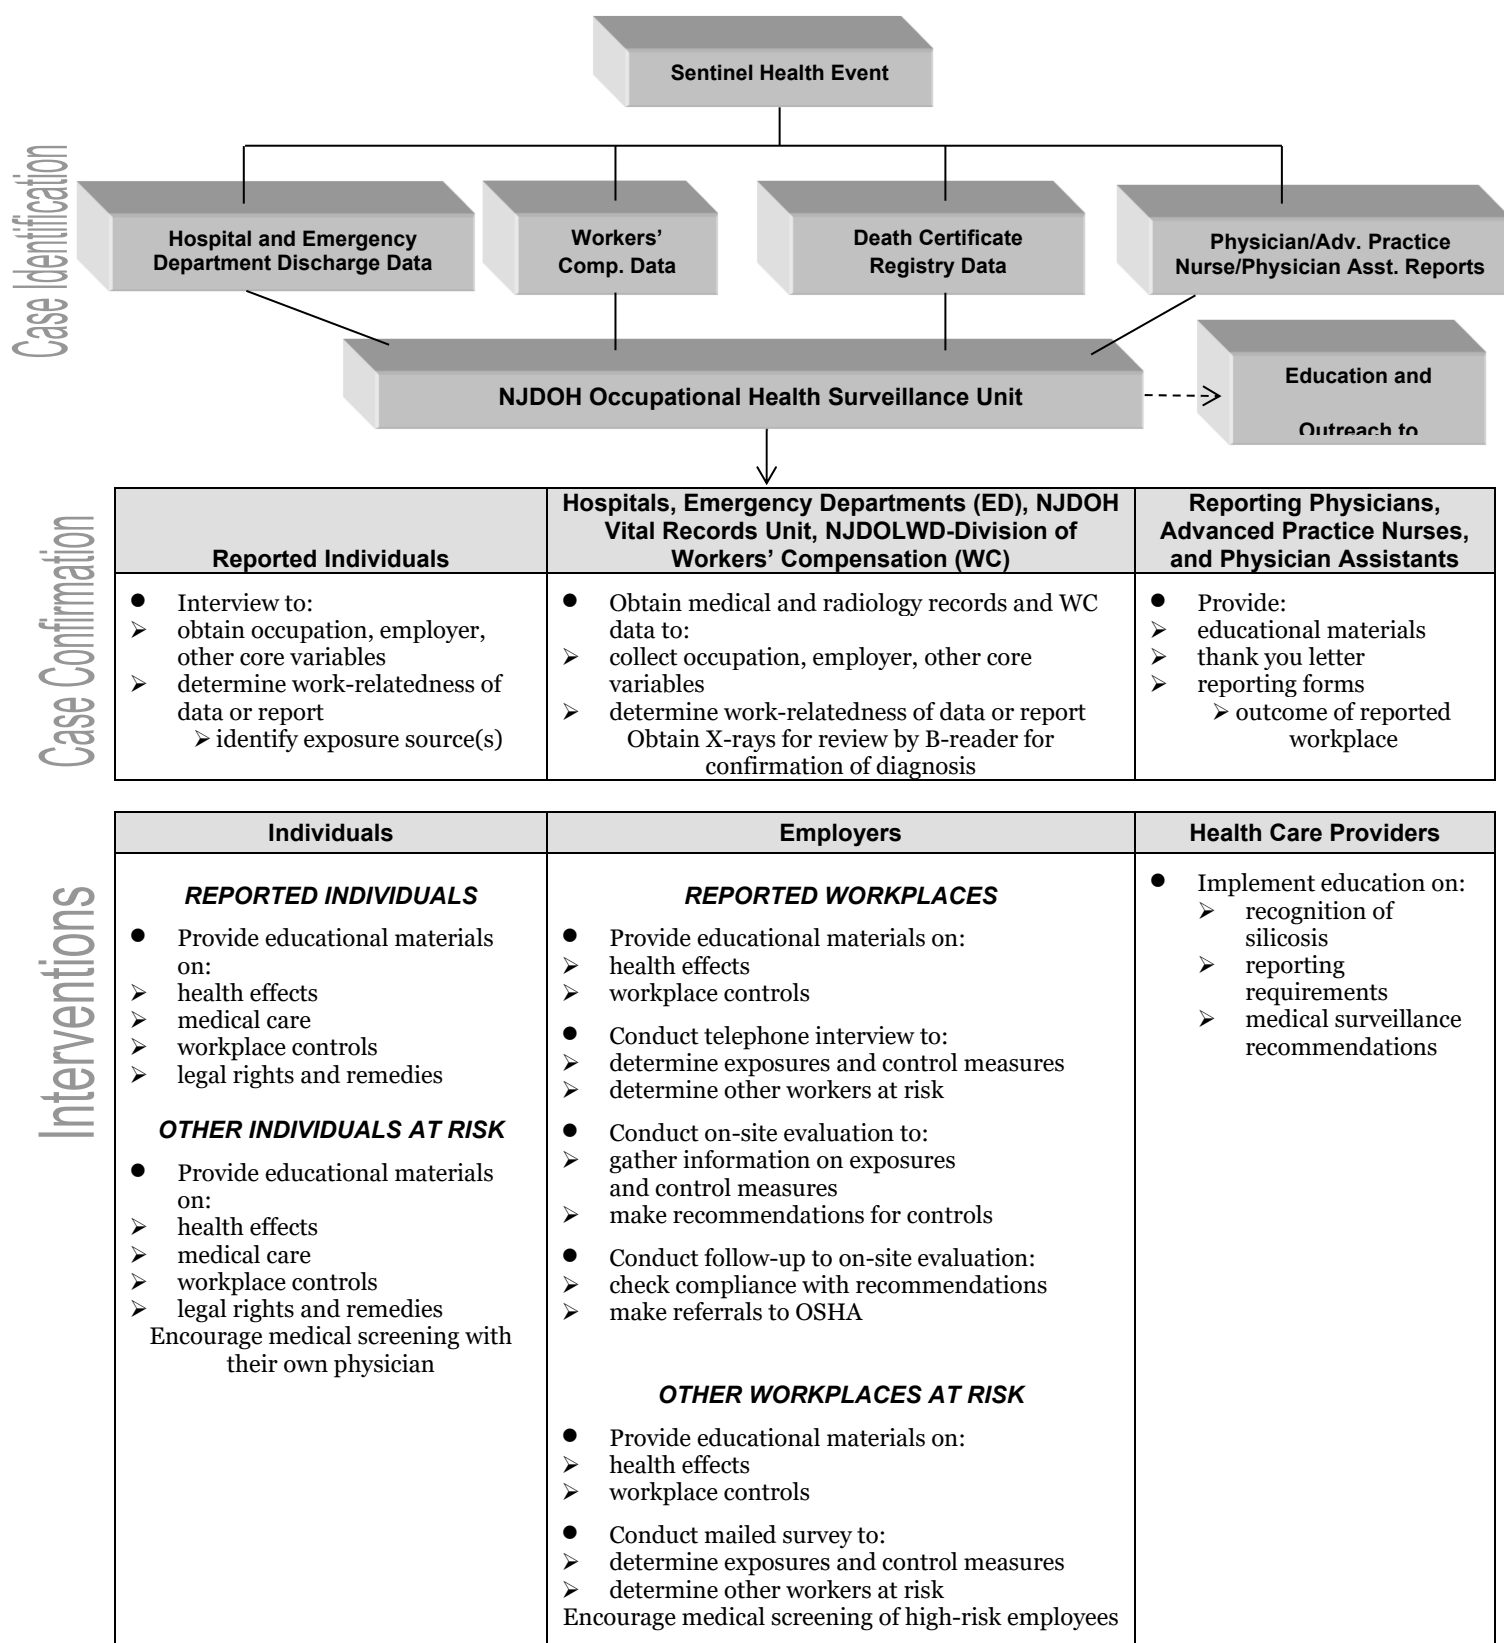 Case Identification
Sentinel Health Event
Hospital and Emergency
Department Discharge Data
Workers’
Comp. Data
Death Certificate
Registry Data
Physician/Adv. Practice
Nurse/Physician Asst. Reports
NJDOH Occupational Health Surveillance Unit
Education and
Outreach to
Case Confirmation
Reported Individuals
● Interview to:
➢ obtain occupation, employer,
other core variables
➢ determine work-relatedness of
data or report
➢ identify exposure source(s)
Hospitals, Emergency Departments (ED), NJDOH
Vital Records Unit, NJDOLWD-Division of
Workers’ Compensation (WC)
● Obtain medical and radiology records and WC
data to:
➢ collect occupation, employer, other core
variables
➢ determine work-relatedness of data or report
Obtain X-rays for review by B-reader for
confirmation of diagnosis
Reporting Physicians,
Advanced Practice Nurses,
and Physician Assistants
● Provide:
➢ educational materials
➢ thank you letter
➢ reporting forms
➢ outcome of reported
workplace
Interventions
Individuals
REPORTED INDIVIDUALS
● Provide educational materials
on:
➢ health effects
➢ medical care
➢ workplace controls
➢ legal rights and remedies
OTHER INDIVIDUALS AT RISK
● Provide educational materials
on:
➢ health effects
➢ medical care
➢ workplace controls
➢ legal rights and remedies
Encourage medical screening with
their own physician
Employers
REPORTED WORKPLACES
● Provide educational materials on:
➢ health effects
➢ workplace controls
● Conduct telephone interview to:
➢ determine exposures and control measures
➢ determine other workers at risk
● Conduct on-site evaluation to:
➢ gather information on exposures
and control measures
➢ make recommendations for controls
● Conduct follow-up to on-site evaluation:
➢ check compliance with recommendations
➢ make referrals to OSHA
OTHER WORKPLACES AT RISK
● Provide educational materials on:
➢ health effects
➢ workplace controls
● Conduct mailed survey to:
➢ determine exposures and control measures
➢ determine other workers at risk
Encourage medical screening of high-risk employees
Health Care Providers
● Implement education on:
➢ recognition of
silicosis
➢ reporting
requirements
➢ medical surveillance
recommendations